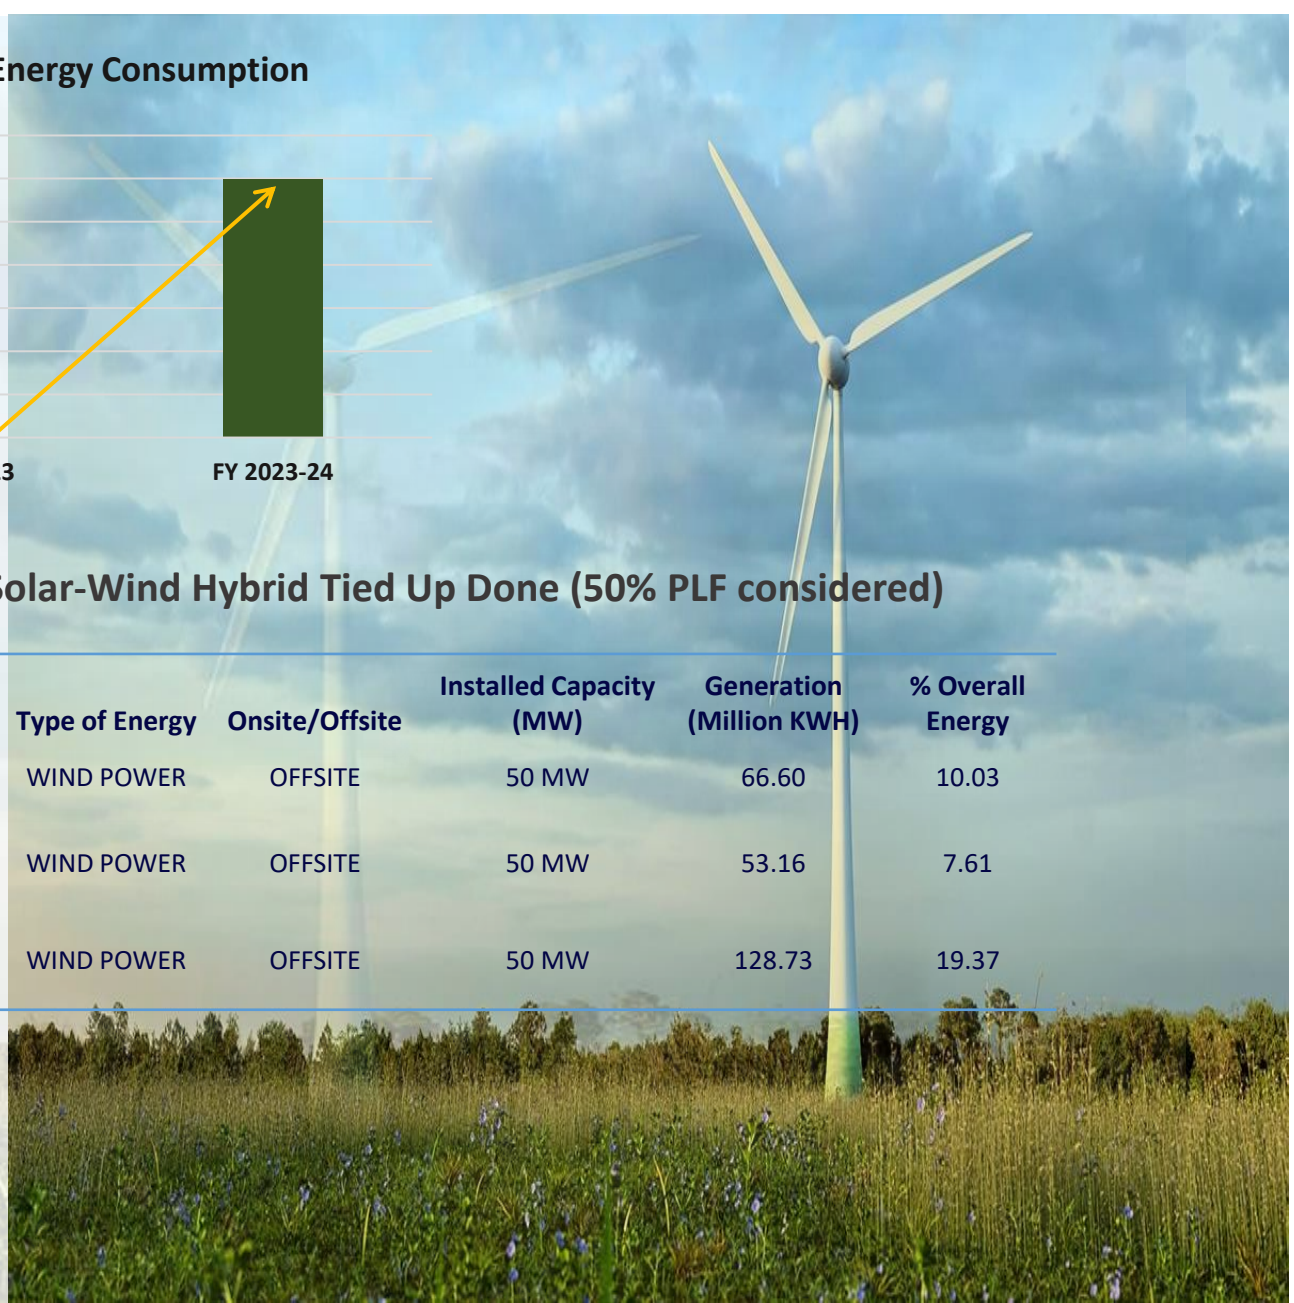 Energy Consumption
FY 2023-24
Solar-Wind Hybrid Tied Up Done (50% PLF considered)
Type of Energy Onsite/Offsite Installed Capacity (MW) Generation (Million KWH) % Overall Energy
WIND POWER OFFSITE 50 MW 66.60 10.03
WIND POWER OFFSITE 50 MW 53.16 7.61
WIND POWER OFFSITE 50 MW 128.73 19.37